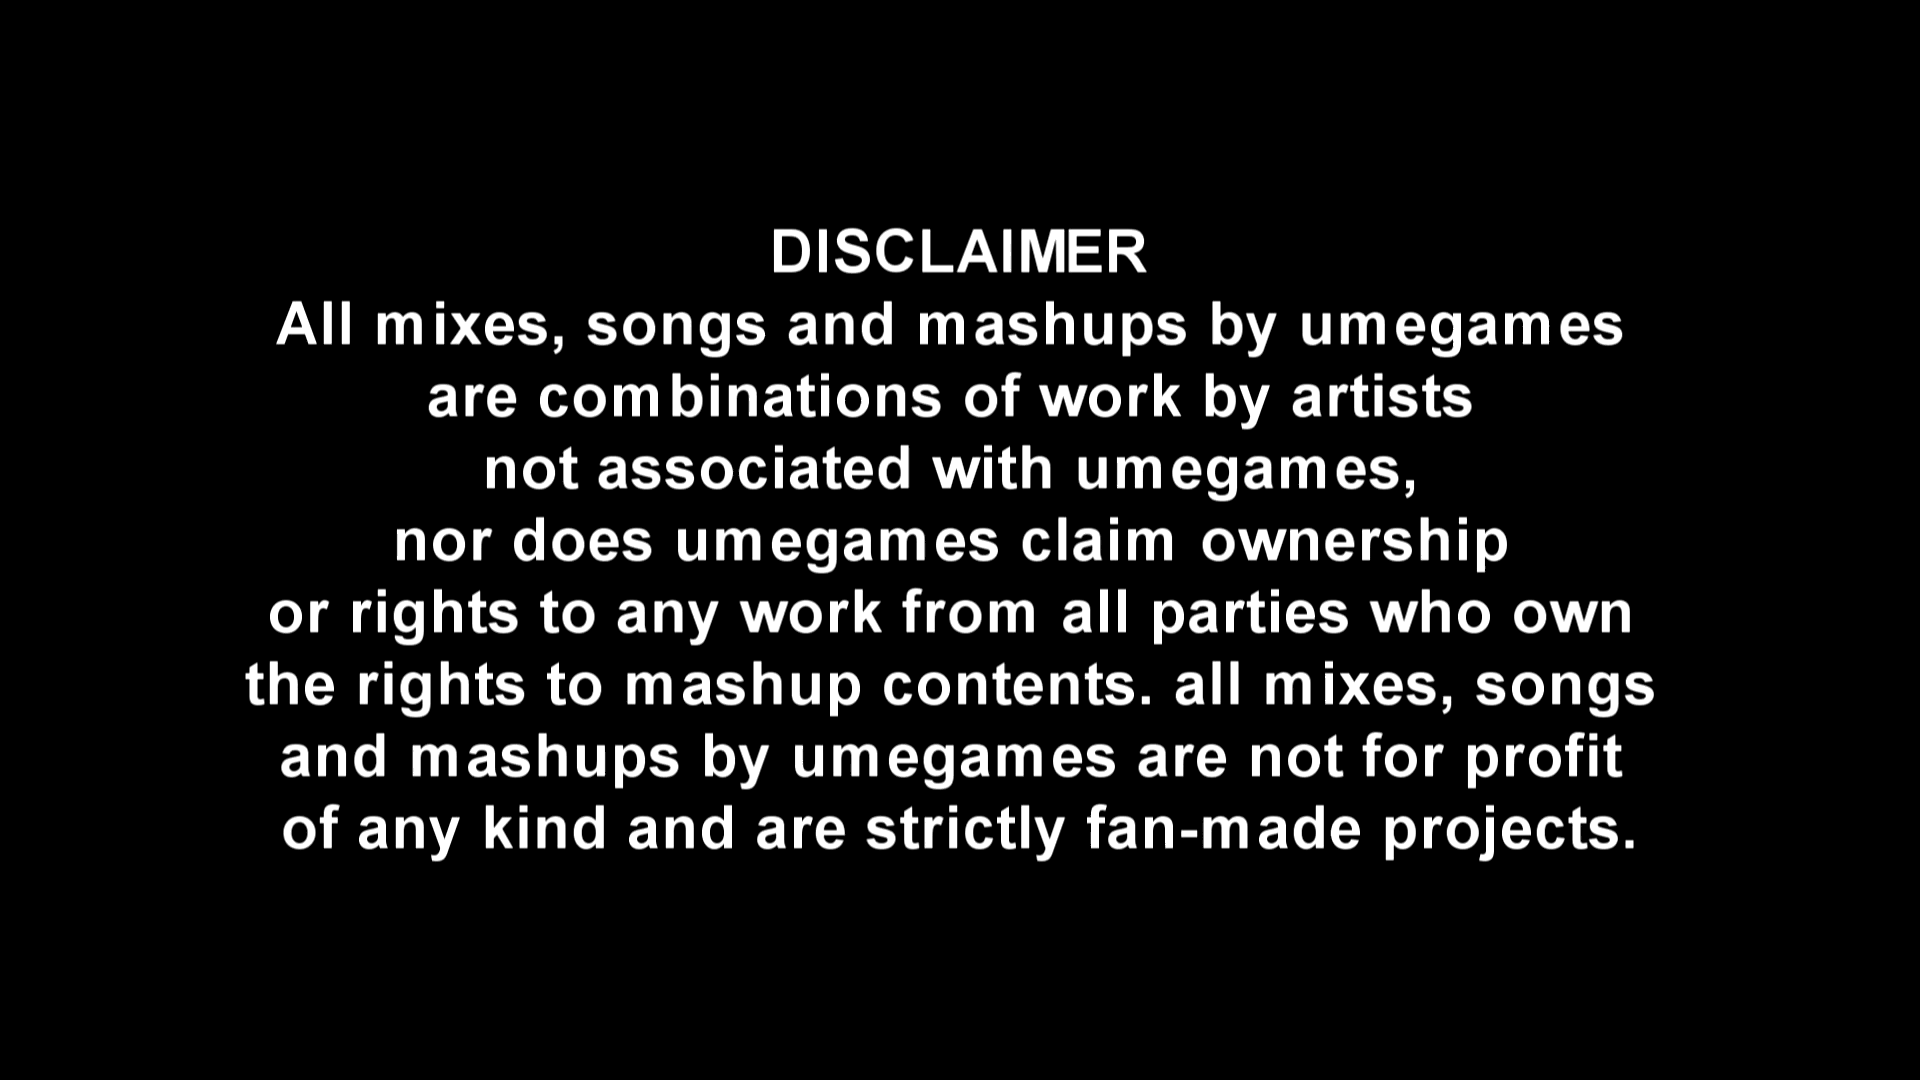 DISCLAIMER
All mixes, songs and mashups by umegames
are combinations of work by artists
not associated with umegames,
nor does umegames claim ownership
or rights to any work from all parties who own
the rights to mashup contents. all mixes, songs
and mashups by umegames are not for profit
of any kind and are strictly fan-made projects.